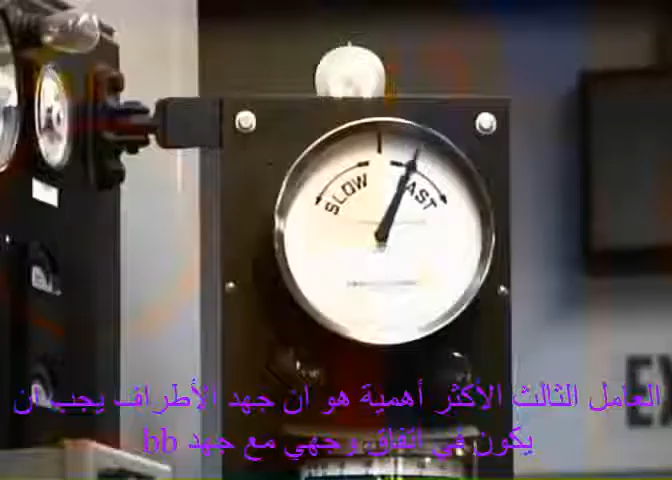 SLOW
FAST
EX
العامل الثالث الأكثر أهمية هو ان جهد الأطراف يجب ان
يكون في اتفاق وجهي مع جهد bb